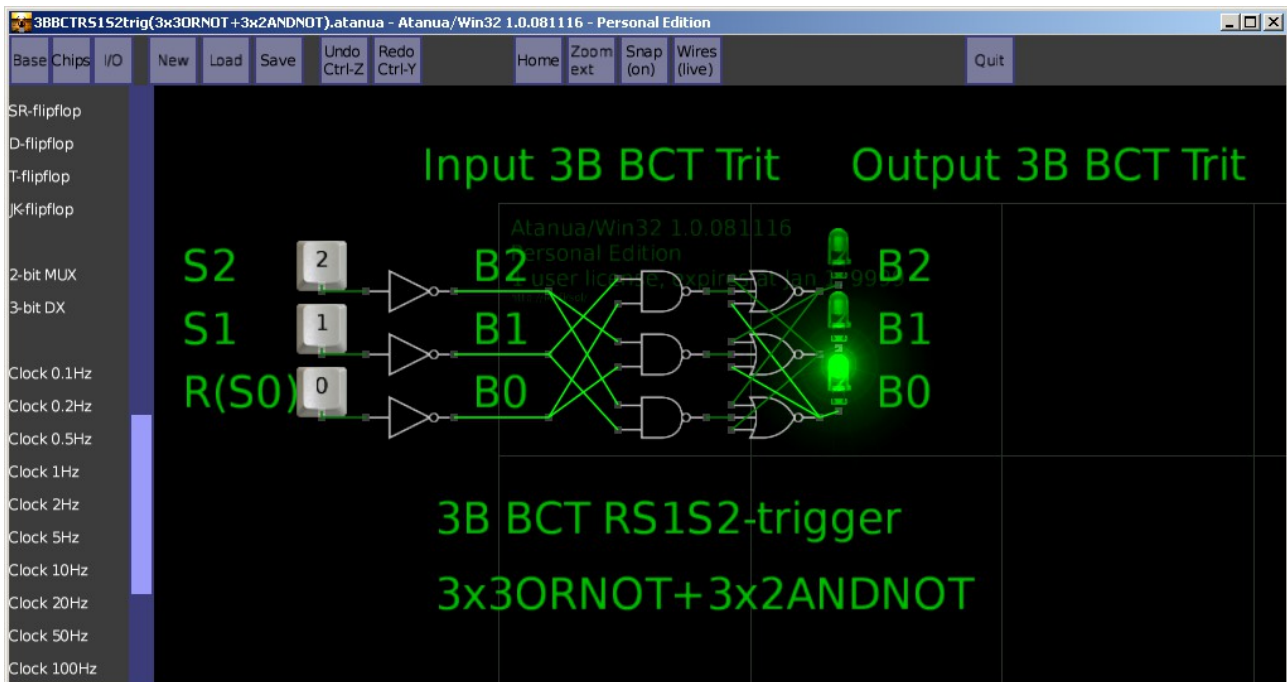 3BBCTRS1S2trig(3x3ORNOT+3x2ANDNOT).atanua - Atanua/Win32 1.0.081116 - Personal Edition
Base Chips I/O New Load Save Undo Ctrl-Z Redo Ctrl-Y Home Zoom ext Snap (on) Wires (live) Quit
SR-flipflop
D-flipflop
T-flipflop
JK-flipflop
2-bit MUX
3-bit DX
Clock 0.1Hz
Clock 0.2Hz
Clock 0.5Hz
Clock 1Hz
Clock 2Hz
Clock 5Hz
Clock 10Hz
Clock 20Hz
Clock 50Hz
Clock 100Hz
Input 3B BCT Trit Output 3B BCT Trit
Atanua/Win32 1.0.081116
Personal Edition
user license, expires at Jan
S2 2 B2 B2
S1 1 B1 B1
R(S0) 0 B0 B0
3B BCT RS1S2-trigger
3x3ORNOT+3x2ANDNOT